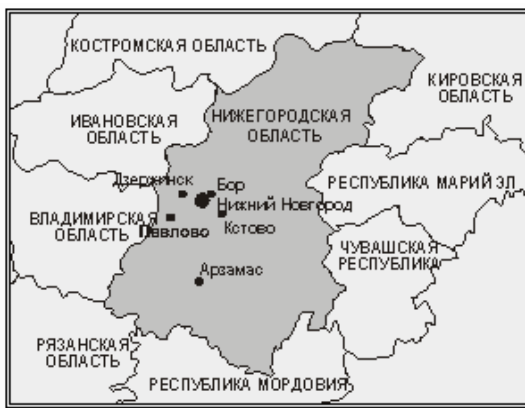 КОСТРОМСКАЯ ОБЛАСТЬ
КИРОВСКАЯ
ОБЛАСТЬ
ИВАНОВСКАЯ
ОБЛАСТЬ
НИЖЕГОРОДСКАЯ
ОБЛАСТЬ
Дзержинск
Бор
РЕСПУБЛИКА МАРИЙ ЭЛ
Нижний Новгород
ВЛАДИМИРСКАЯ
ОБЛАСТЬ
Павлово
Кстово
ЧУВАШСКАЯ
РЕСПУБЛИКА
Арзамас
РЯЗАНСКАЯ
ОБЛАСТЬ
РЕСПУБЛИКА МОРДОВИЯ